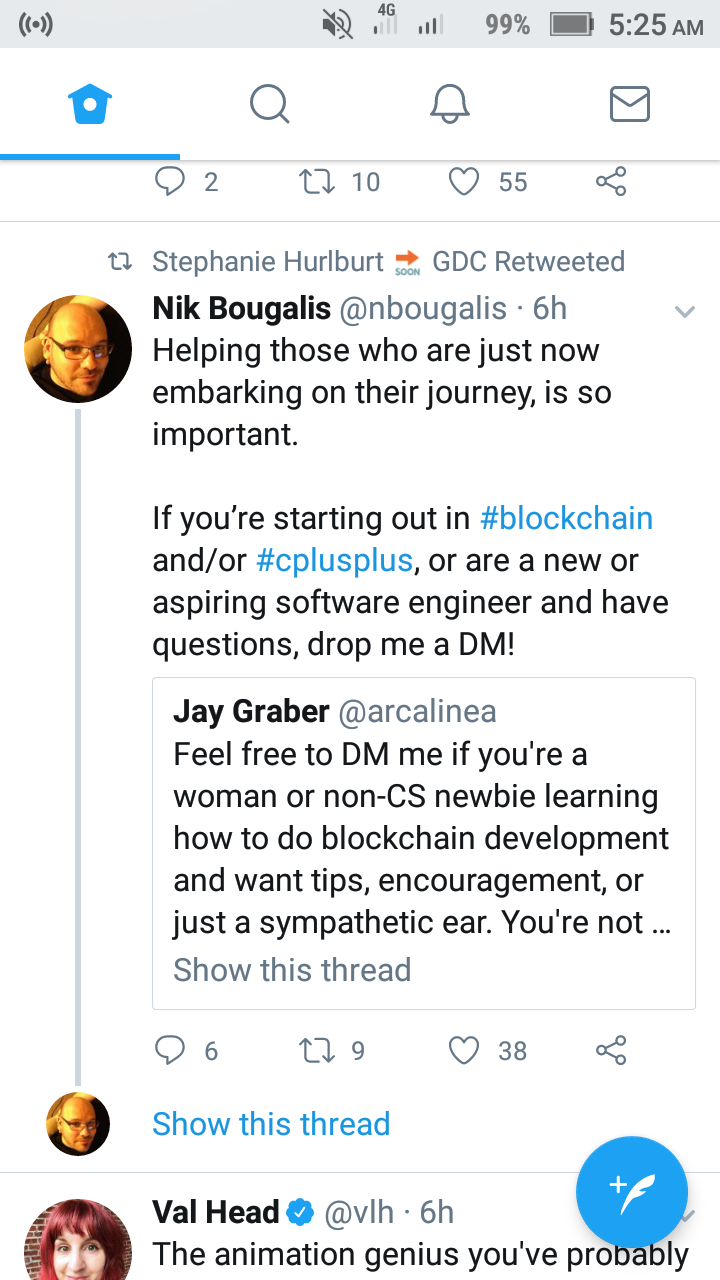 4G 99% 5:25 AM
2 10 55
Stephanie Hurlburt SOON GDC Retweeted
Nik Bougalis @nbougalis · 6h
Helping those who are just now
embarking on their journey, is so
important.
If you’re starting out in #blockchain
and/or #cplusplus, or are a new or
aspiring software engineer and have
questions, drop me a DM!
Jay Graber @arcalinea
Feel free to DM me if you're a
woman or non-CS newbie learning
how to do blockchain development
and want tips, encouragement, or
just a sympathetic ear. You're not ...
Show this thread
6 9 38
Show this thread
Val Head @vlh · 6h
The animation genius you've probably